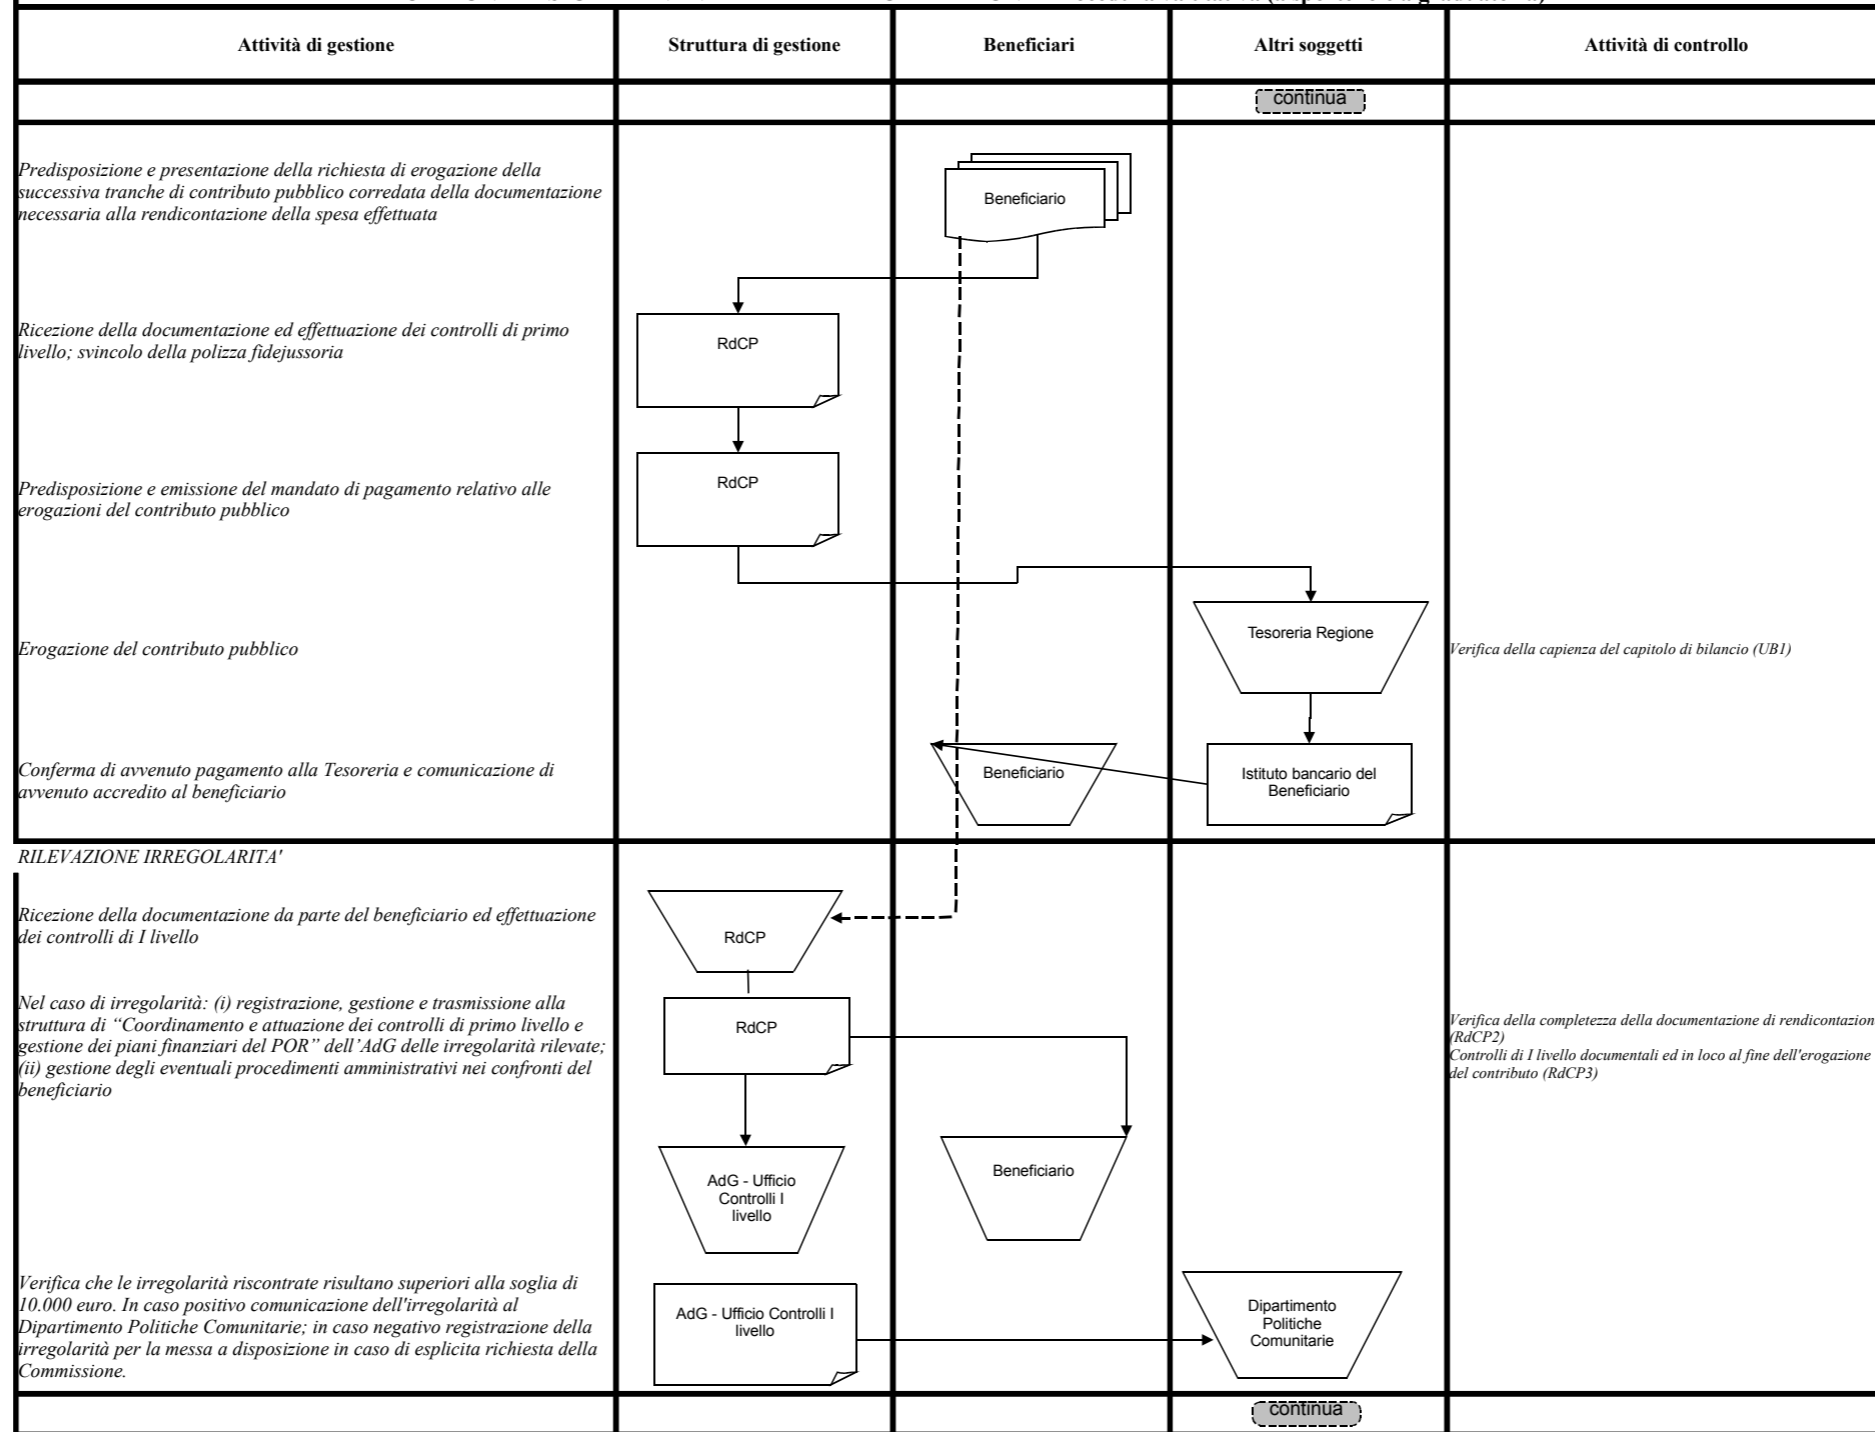 Attività di gestione
Struttura di gestione
Beneficiari
Altri soggetti
Attività di controllo
continua
Predisposizione e presentazione della richiesta di erogazione della
successiva tranche di contributo pubblico corredata della documentazione
necessaria alla rendicontazione della spesa effettuata
Beneficiario
Ricezione della documentazione ed effettuazione dei controlli di primo
livello; svincolo della polizza fidejussoria
RdCP
Predisposizione e emissione del mandato di pagamento relativo alle
erogazioni del contributo pubblico
RdCP
Erogazione del contributo pubblico
Tesoreria Regione
Verifica della capienza del capitolo di bilancio (UB1)
Conferma di avvenuto pagamento alla Tesoreria e comunicazione di
avvenuto accredito al beneficiario
Beneficiario
Istituto bancario del
Beneficiario
RILEVAZIONE IRREGOLARITA'
Ricezione della documentazione da parte del beneficiario ed effettuazione
dei controlli di I livello
RdCP
Nel caso di irregolarità: (i) registrazione, gestione e trasmissione alla
struttura di “Coordinamento e attuazione dei controlli di primo livello e
gestione dei piani finanziari del POR” dell’AdG delle irregolarità rilevate;
(ii) gestione degli eventuali procedimenti amministrativi nei confronti del
beneficiario
RdCP
Verifica della completezza della documentazione di rendicontazion
(RdCP2)
Controlli di I livello documentali ed in loco al fine dell'erogazione
del contributo (RdCP3)
AdG - Ufficio
Controlli I
livello
Beneficiario
Verifica che le irregolarità riscontrate risultano superiori alla soglia di
10.000 euro. In caso positivo comunicazione dell'irregolarità al
Dipartimento Politiche Comunitarie; in caso negativo registrazione della
irregolarità per la messa a disposizione in caso di esplicita richiesta della
Commissione.
AdG - Ufficio Controlli I
livello
Dipartimento
Politiche
Comunitarie
continua